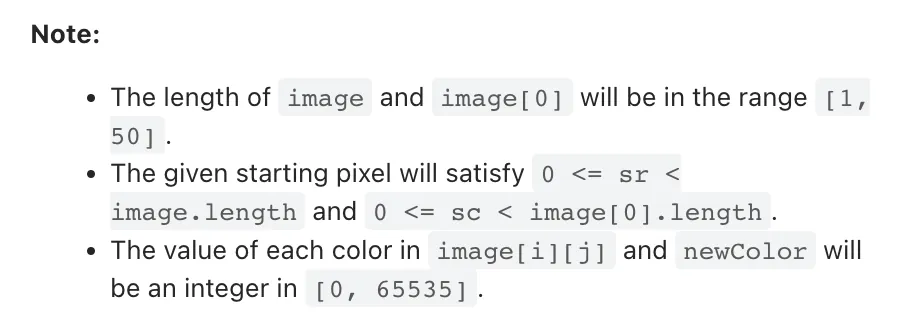 Note:
• The length of image and image[0] will be in the range [1,
50].
• The given starting pixel will satisfy 0 <= sr <
image.length and 0 <= sc < image[0].length.
• The value of each color in image[i][j] and newColor will
be an integer in [0, 65535].